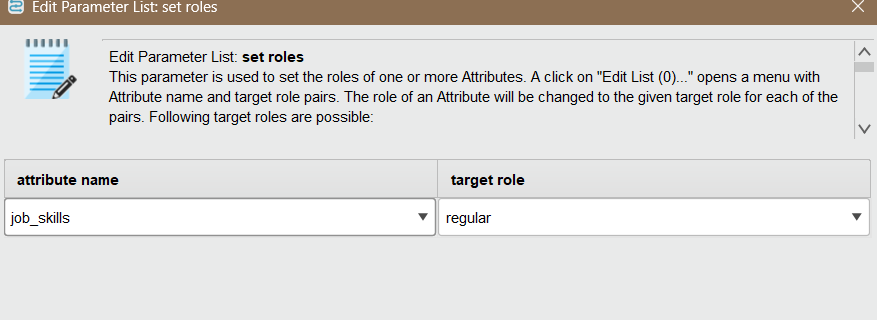 Edit Parameter List: set roles
Edit Parameter List: set roles
This parameter is used to set the roles of one or more Attributes. A click on "Edit List (0)..." opens a menu with
Attribute name and target role pairs. The role of an Attribute will be changed to the given target role for each of the
pairs. Following target roles are possible:
attribute name
target role
job_skills
regular